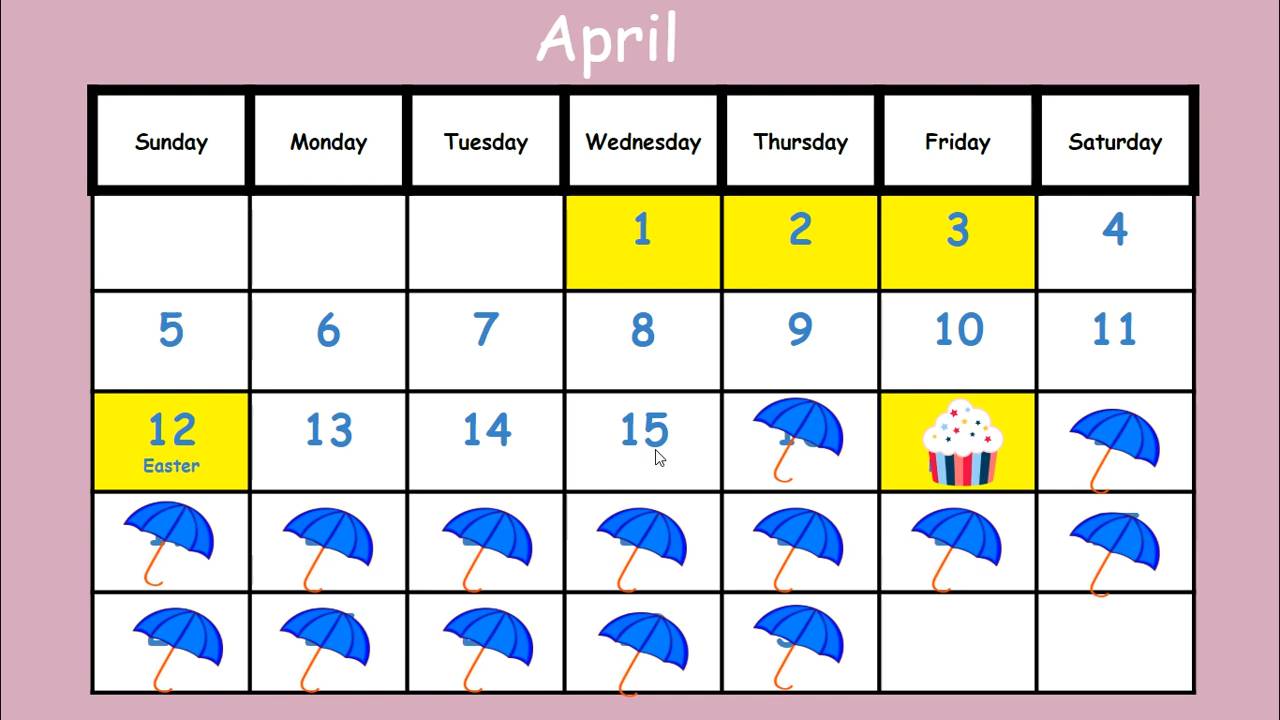 April
Sunday Monday Tuesday Wednesday Thursday Friday Saturday
1 2 3 4
5 6 7 8 9 10 11
12 13 14 15
Easter